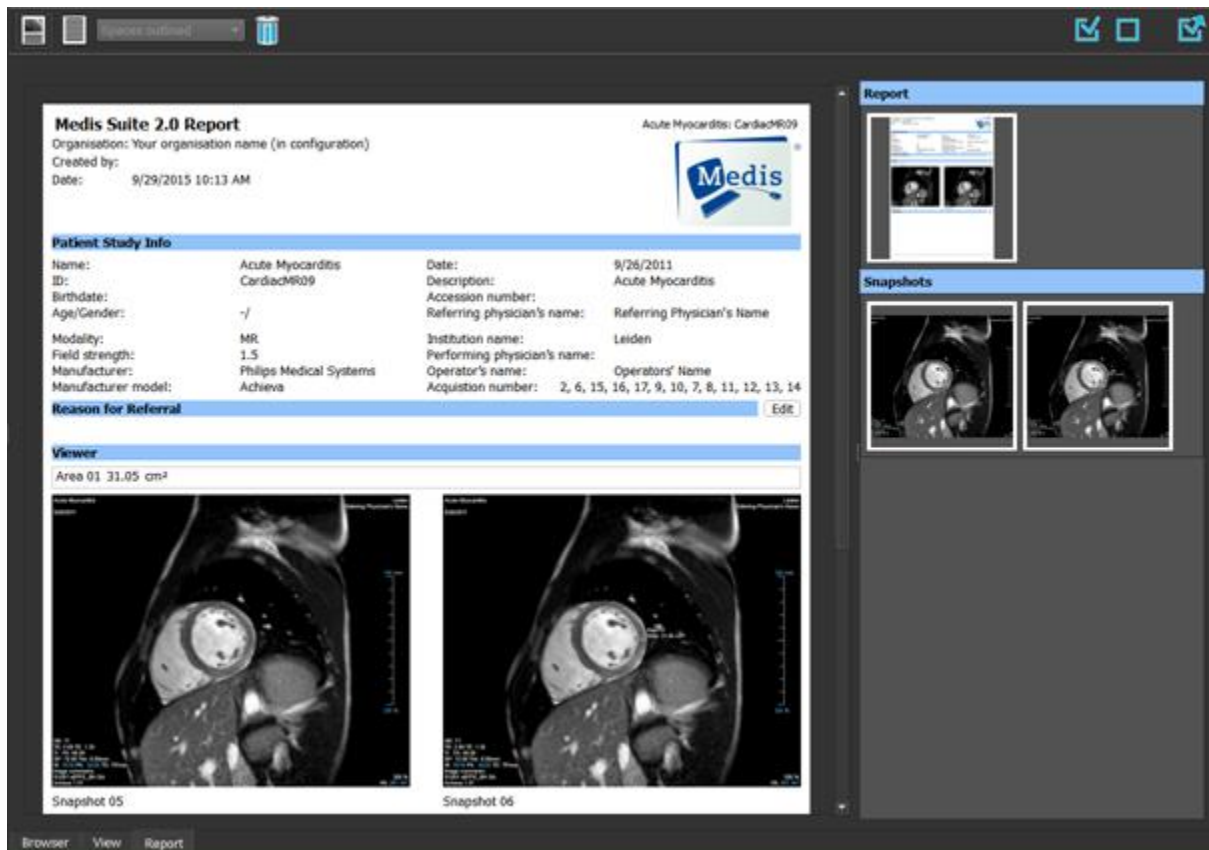 Spaces outlined
Medis Suite 2.0 Report
Acute Myocarditis: CardiacMR09
Organisation: Your organisation name (in configuration)
Created by:
Date: 9/29/2015 10:13 AM
Medis
Patient Study Info
Name: Acute Myocarditis Date: 9/26/2011
ID: CardiacMR09 Description: Acute Myocarditis
Birthdate: Accession number:
Age/Gender: -/ Referring physician's name: Referring Physician's Name
Modality: MR Institution name: Leiden
Field strength: 1.5 Performing physician's name:
Manufacturer: Philips Medical Systems Operator's name: Operators' Name
Manufacturer model: Achieva Acquistion number: 2, 6, 15, 16, 17, 9, 10, 7, 8, 11, 12, 13, 14
Reason for Referral Edit
Viewer
Area 01 31.05 cm²
Snapshot 05 Snapshot 06
Report
Snapshots
Browser View Report